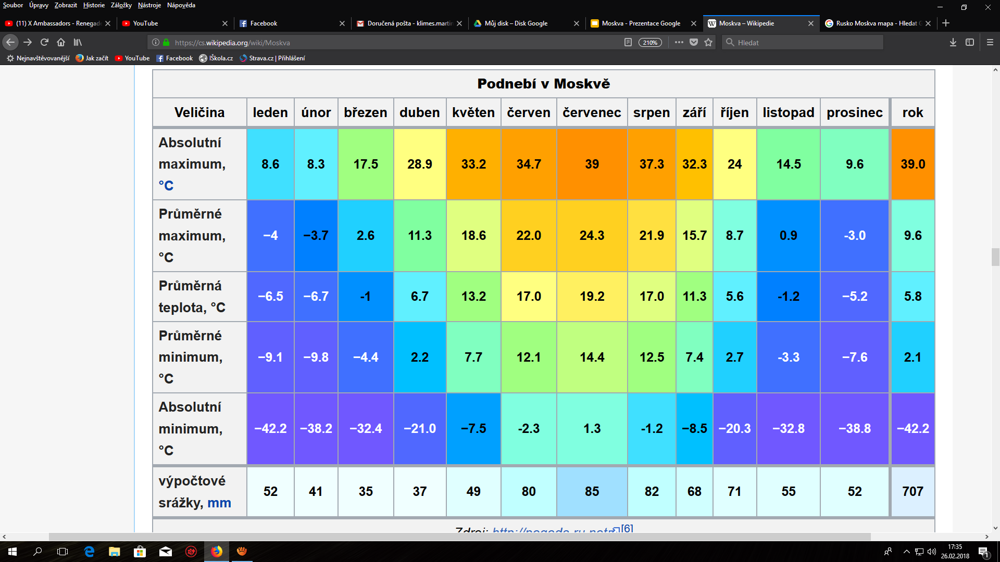 Soubor Úpravy Zobrazit Historie Záložky Nástroje Nápověda
(11) X Ambassadors - Renegad YouTube Facebook Doručená pošta - klimes.martin Můj disk – Disk Google Moskva - Prezentace Google Moskva – Wikipedie Rusko Moskva mapa - Hledat G
https://cs.wikipedia.org/wiki/Moskva 210% Hledat
Nejnavštěvovanější Jak začít YouTube Facebook IŠkola.cz Strava.cz | Přihlášení
Podnebí v Moskvě
Veličina leden únor březen duben květen červen červenec srpen září říjen listopad prosinec rok
Absolutní
maximum,
°C
8.6 8.3 17.5 28.9 33.2 34.7 39 37.3 32.3 24 14.5 9.6 39.0
Průměrné
maximum,
°C
−4 −3.7 2.6 11.3 18.6 22.0 24.3 21.9 15.7 8.7 0.9 -3.0 9.6
Průměrná
teplota, °C
−6.5 −6.7 -1 6.7 13.2 17.0 19.2 17.0 11.3 5.6 -1.2 −5.2 5.8
Průměrné
minimum,
°C
−9.1 −9.8 −4.4 2.2 7.7 12.1 14.4 12.5 7.4 2.7 -3.3 −7.6 2.1
Absolutní
minimum,
°C
−42.2 −38.2 −32.4 −21.0 −7.5 -2.3 1.3 -1.2 −8.5 −20.3 −32.8 −38.8 −42.2
výpočtové
srážky, mm
52 41 35 37 49 80 85 82 68 71 55 52 707
Zdroj: http://pogoda.ru.net [6]
17:35
26.02.2018
1